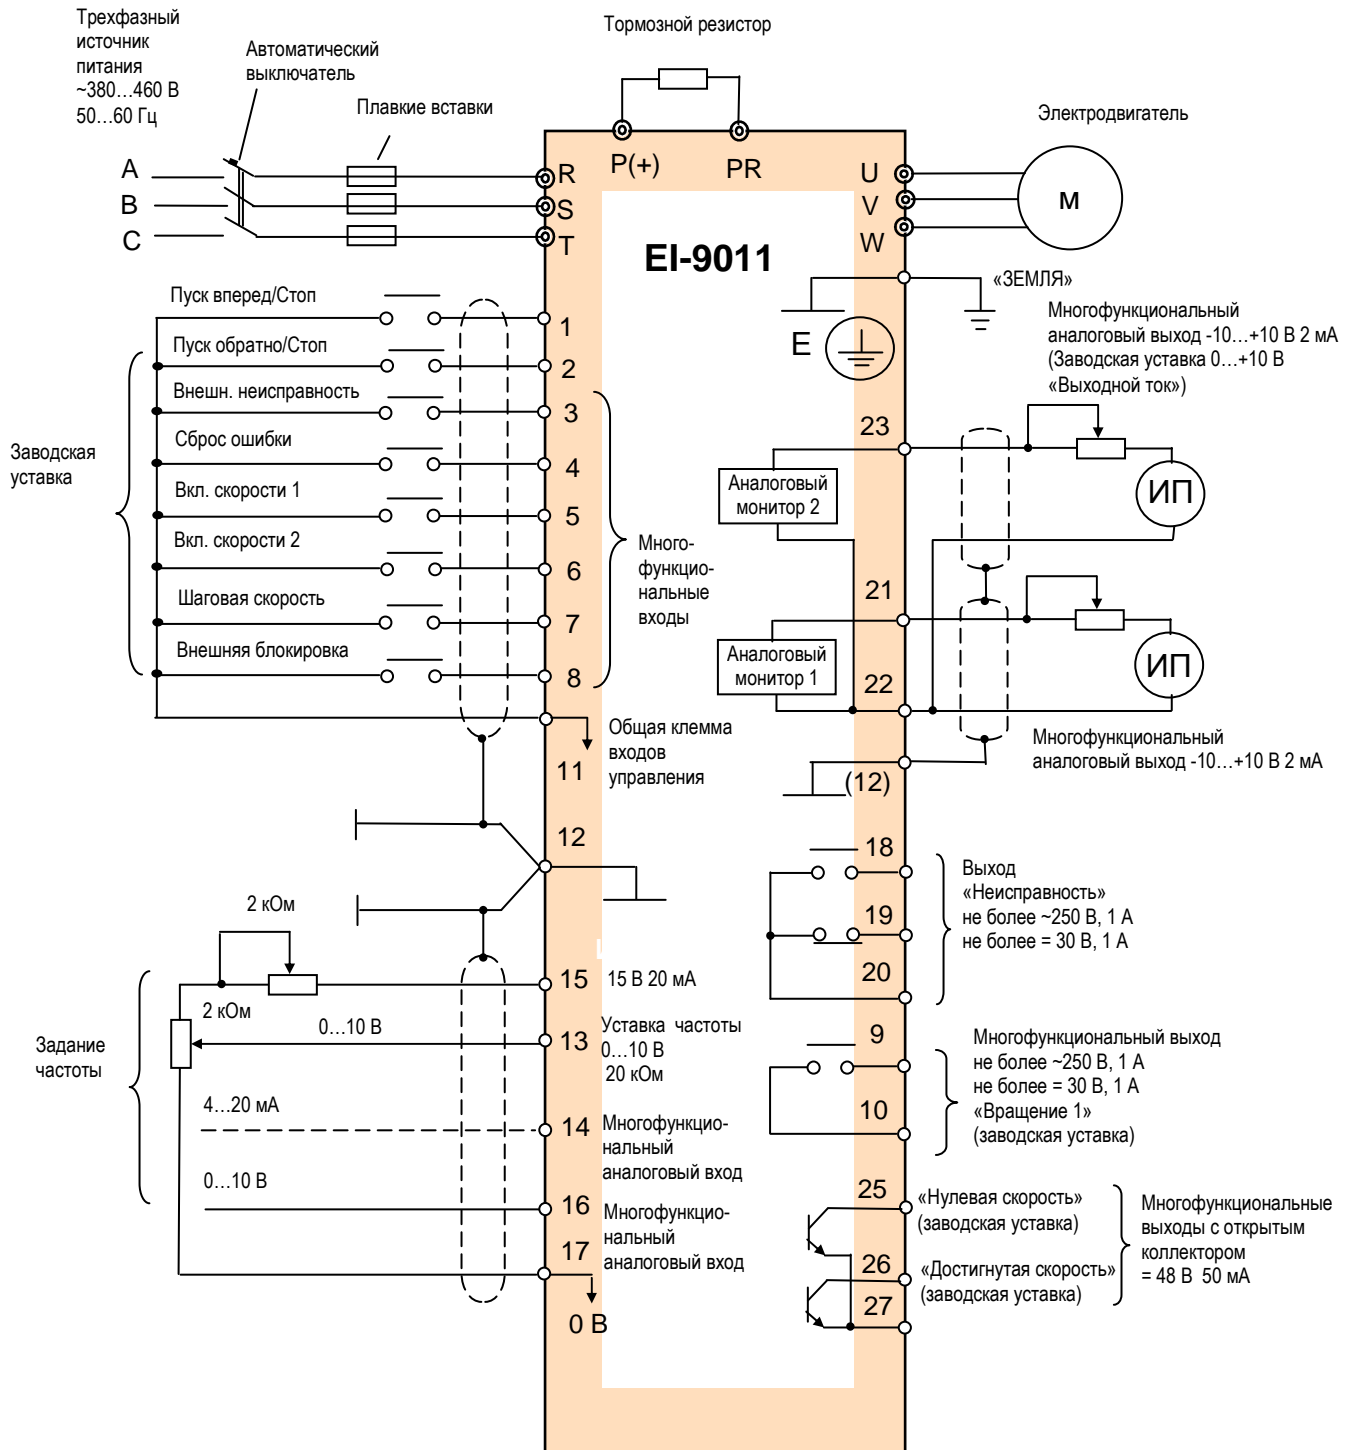 Трехфазный
источник
питания
~380...460 В
50...60 Гц
Автоматический
выключатель
Плавкие вставки
Тормозной резистор
Электродвигатель
A
B
C
R
S
T
P(+)
PR
U
V
W
М
EI-9011
«ЗЕМЛЯ»
E
Пуск вперед/Стоп
1
Пуск обратно/Стоп
2
Внешн. неисправность
3
Сброс ошибки
4
Вкл. скорости 1
5
Вкл. скорости 2
6
Шаговая скорость
7
Внешняя блокировка
8
Заводская
уставка
Много-
функцио-
нальные
входы
Общая клемма
входов
управления
11
12
Многофункциональный
аналоговый выход -10...+10 В 2 мА
(Заводская уставка 0...+10 В
«Выходной ток»)
23
Аналоговый
монитор 2
ИП
21
Аналоговый
монитор 1
22
ИП
Многофункциональный
аналоговый выход -10...+10 В 2 мА
(12)
18
19
20
Выход
«Неисправность»
не более ~250 В, 1 А
не более = 30 В, 1 А
9
10
Многофункциональный выход
не более ~250 В, 1 А
не более = 30 В, 1 А
«Вращение 1»
(заводская уставка)
25
«Нулевая скорость»
(заводская уставка)
26
«Достигнутая скорость»
(заводская уставка)
27
Многофункциональные
выходы с открытым
коллектором
= 48 В 50 мА
Задание
частоты
2 кОм
2 кОм
15
15 В 20 мА
0...10 В
13
Уставка частоты
0...10 В
20 кОм
4...20 мА
14
Многофункцио-
нальный
аналоговый вход
0...10 В
16
Многофункцио-
нальный
аналоговый вход
17
0 В